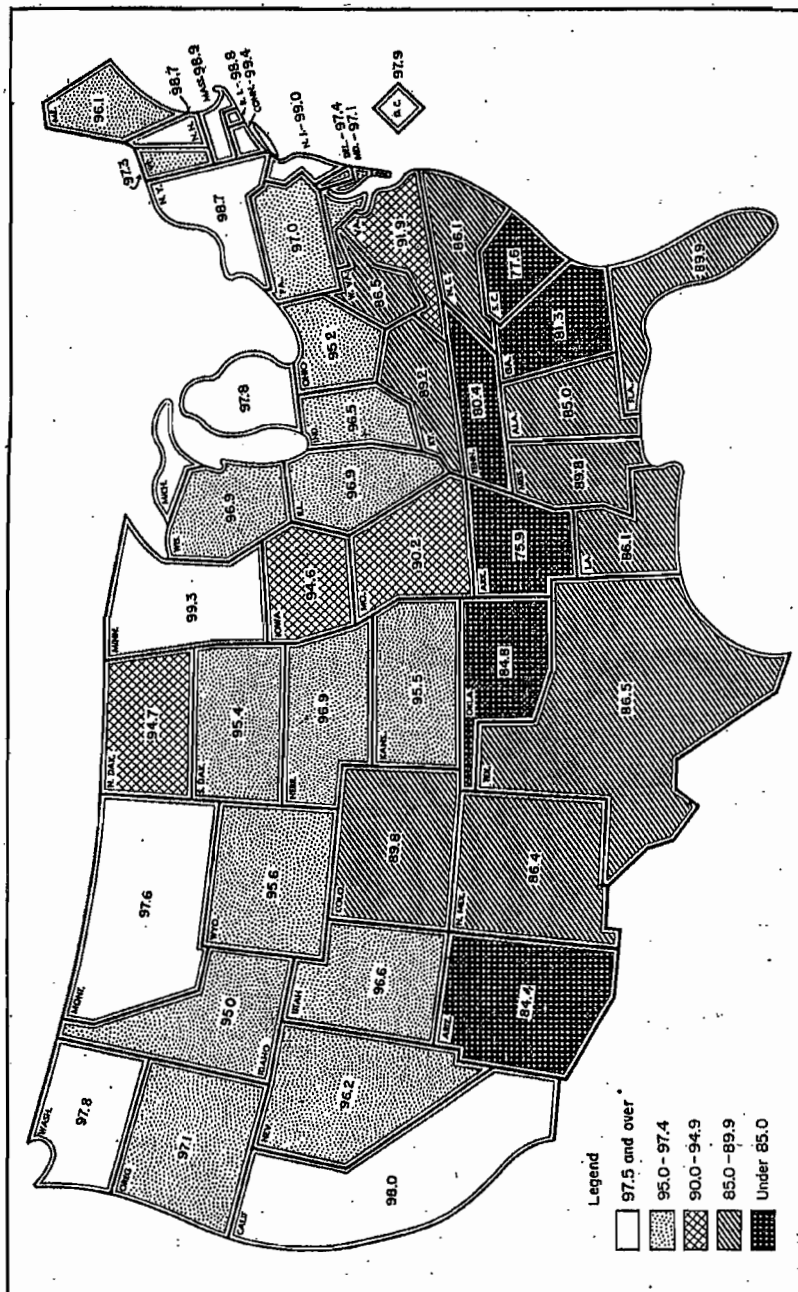 WASH.
97.8
OREG
97.1
CALIF
98.0
NEV
96.2
IDAHO
95.0
MONT.
97.6
WYO.
95.6
UTAH
96.6
ARIZ
84.4
COLO.
89.8
N. MEX.
86.4
N. DAK.
94.7
S. DAK.
95.4
NEBR.
96.9
KANS.
95.5
OKLA.
84.8
TEX.
86.5
MINN.
99.3
IOWA
94.6
MO.
90.2
ARK.
75.9
LA.
86.1
WIS.
96.9
ILL.
96.9
MICH.
97.8
IND.
96.5
OHIO
95.2
KY.
89.2
TENN.
80.4
MISS.
89.8
ALA.
85.0
GA.
81.3
FLA.
89.9
S.C.
77.6
N.C.
86.1
VA.
91.9
W. VA.
86.5
PA.
97.0
N.Y.
98.7
VT.
97.3
N.H.
98.7
ME.
96.1
MASS.-98.9
R.I.-98.8
CONN.-99.4
N.J.-99.0
DEL.-97.4
MD.-97.1
D.C.
97.9
Legend
97.5 and over
95.0-97.4
90.0-94.9
85.0-89.9
Under 85.0